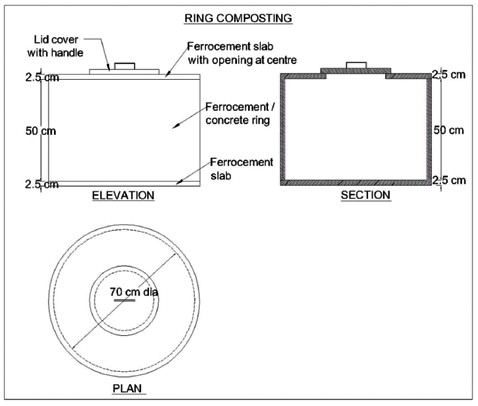 RING COMPOSTING
Lid cover
with handle
Ferrocement slab
with opening at centre
2.5 cm
2.5 cm
Ferrocement /
concrete ring
50 cm
50 cm
Ferrocement
slab
2.5 cm
2.5 cm
ELEVATION
SECTION
70 cm dia
PLAN